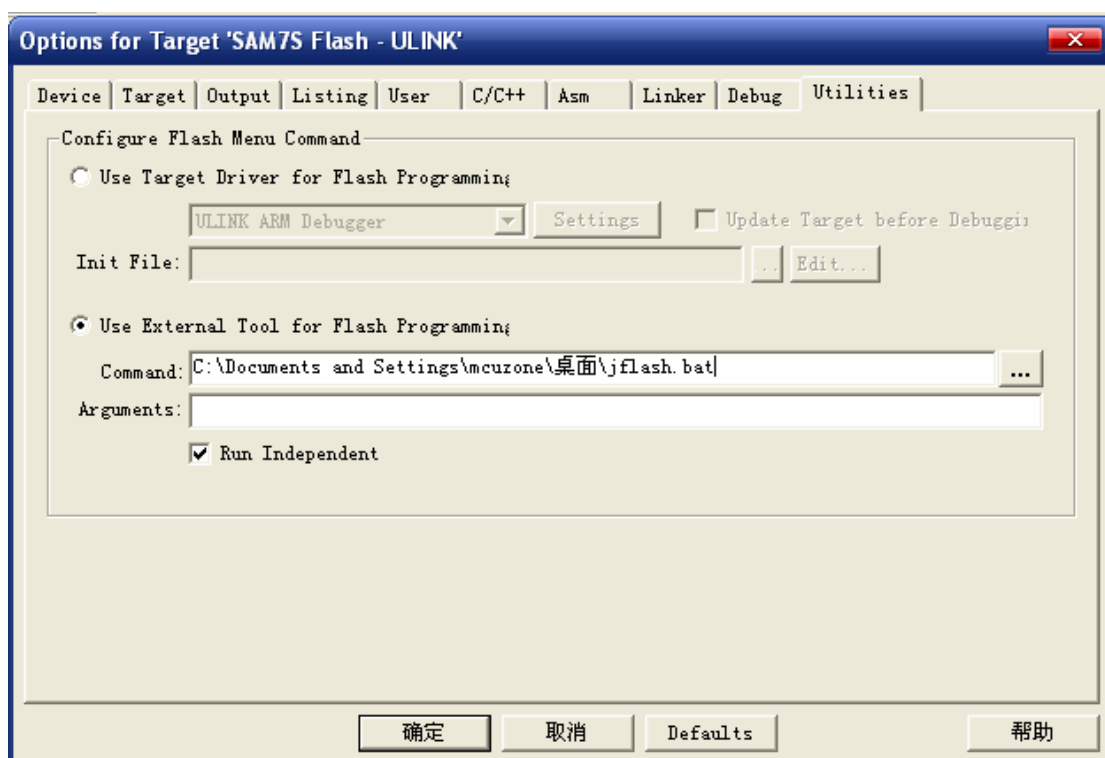 Options for Target 'SAM7S Flash - ULINK'
Device Target Output Listing User C/C++ Asm Linker Debug Utilities
Configure Flash Menu Command
Use Target Driver for Flash Programming
ULINK ARM Debugger Settings Update Target before Debuggi
Init File: .. Edit...
Use External Tool for Flash Programming
Command: C:\Documents and Settings\mcuzone\桌面\jflash.bat ...
Arguments:
Run Independent
确定 取消 Defaults 帮助